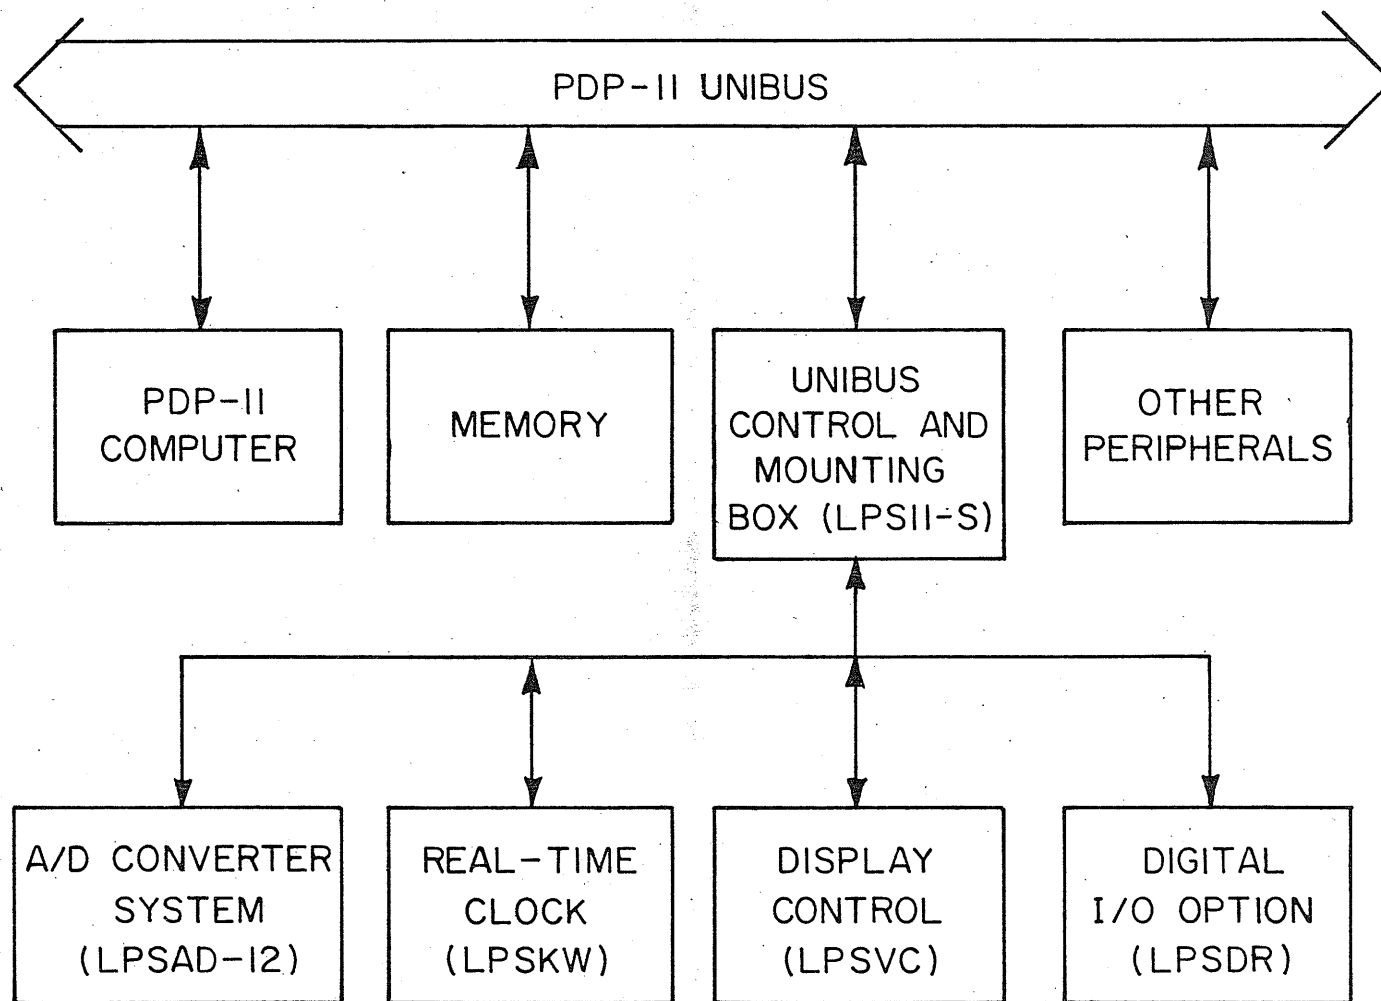 PDP-11 UNIBUS
PDP-11
COMPUTER
MEMORY
UNIBUS
CONTROL AND
MOUNTING
BOX (LPS11-S)
OTHER
PERIPHERALS
A/D CONVERTER
SYSTEM
(LPSAD-12)
REAL-TIME
CLOCK
(LPSKW)
DISPLAY
CONTROL
(LPSVC)
DIGITAL
I/O OPTION
(LPSDR)